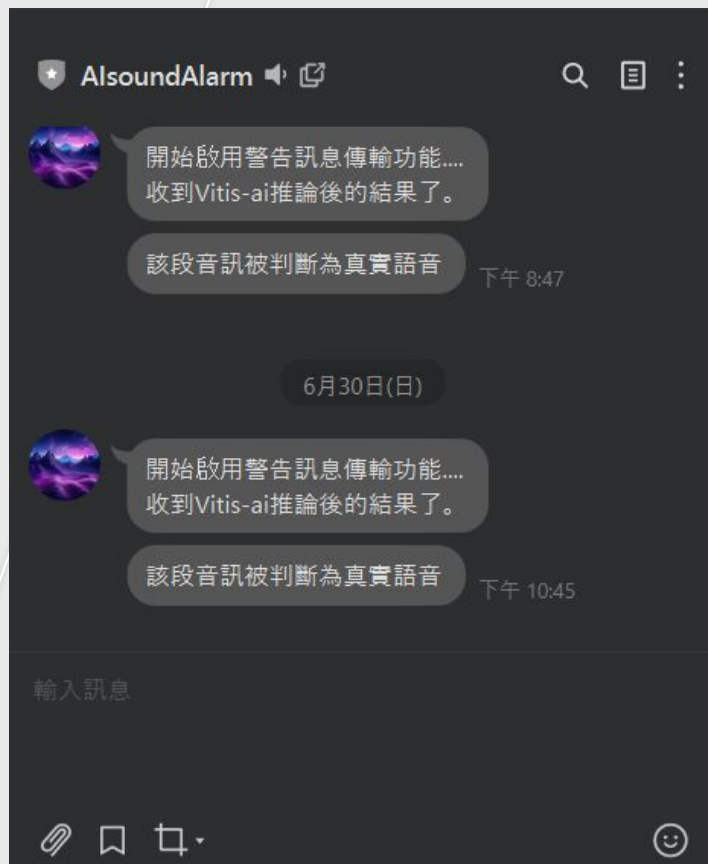 AIsoundAlarm
開始啟用警告訊息傳輸功能....
收到Vitis-ai推論後的結果了。
該段音訊被判斷為真實語音
下午 8:47
6月30日(日)
開始啟用警告訊息傳輸功能....
收到Vitis-ai推論後的結果了。
該段音訊被判斷為真實語音
下午 10:45
輸入訊息